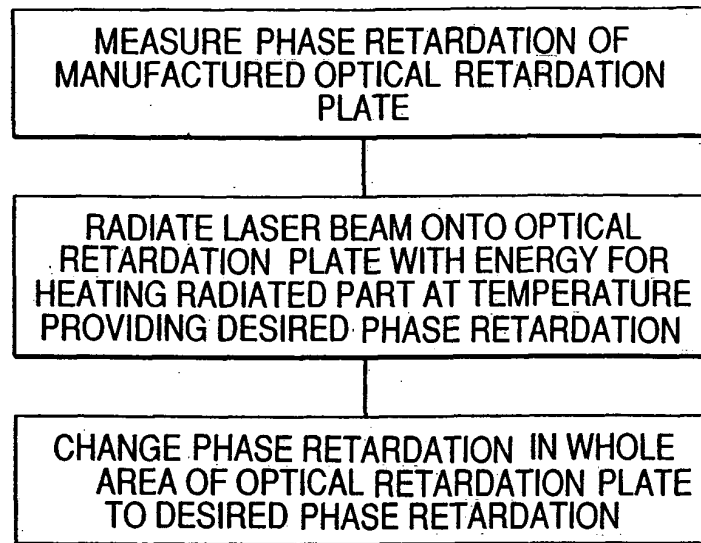 MEASURE PHASE RETARDATION OF
MANUFACTURED OPTICAL RETARDATION
PLATE
RADIATE LASER BEAM ONTO OPTICAL
RETARDATION PLATE WITH ENERGY FOR
HEATING RADIATED PART AT TEMPERATURE
PROVIDING DESIRED PHASE RETARDATION
CHANGE PHASE RETARDATION IN WHOLE
AREA OF OPTICAL RETARDATION PLATE
TO DESIRED PHASE RETARDATION